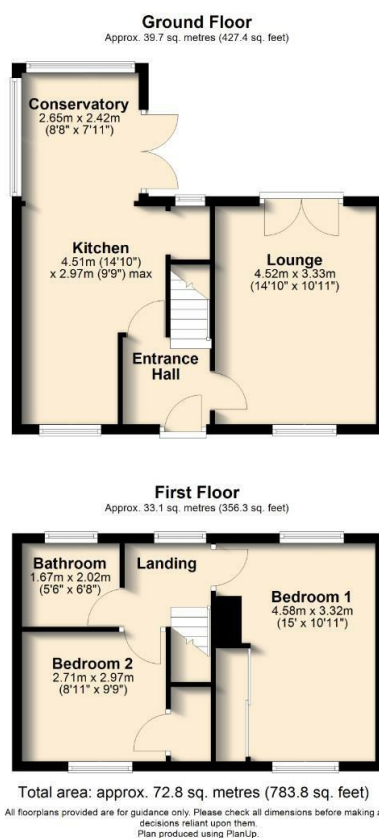 Ground Floor
Approx. 39.7 sq. metres (427.4 sq. feet)
Conservatory
2.65m x 2.42m
(8'8" x 7'11")
Kitchen
4.51m (14'10")
x 2.97m (9'9") max
Lounge
4.52m x 3.33m
(14'10" x 10'11")
Entrance
Hall
First Floor
Approx. 33.1 sq. metres (356.3 sq. feet)
Bathroom
1.67m x 2.02m
(5'6" x 6'8")
Landing
Bedroom 1
4.58m x 3.32m
(15' x 10'11")
Bedroom 2
2.71m x 2.97m
(8'11" x 9'9")
Total area: approx. 72.8 sq. metres (783.8 sq. feet)
All floorplans provided are for guidance only. Please check all dimensions before making a
decisions reliant upon them.
Plan produced using PlanUp.